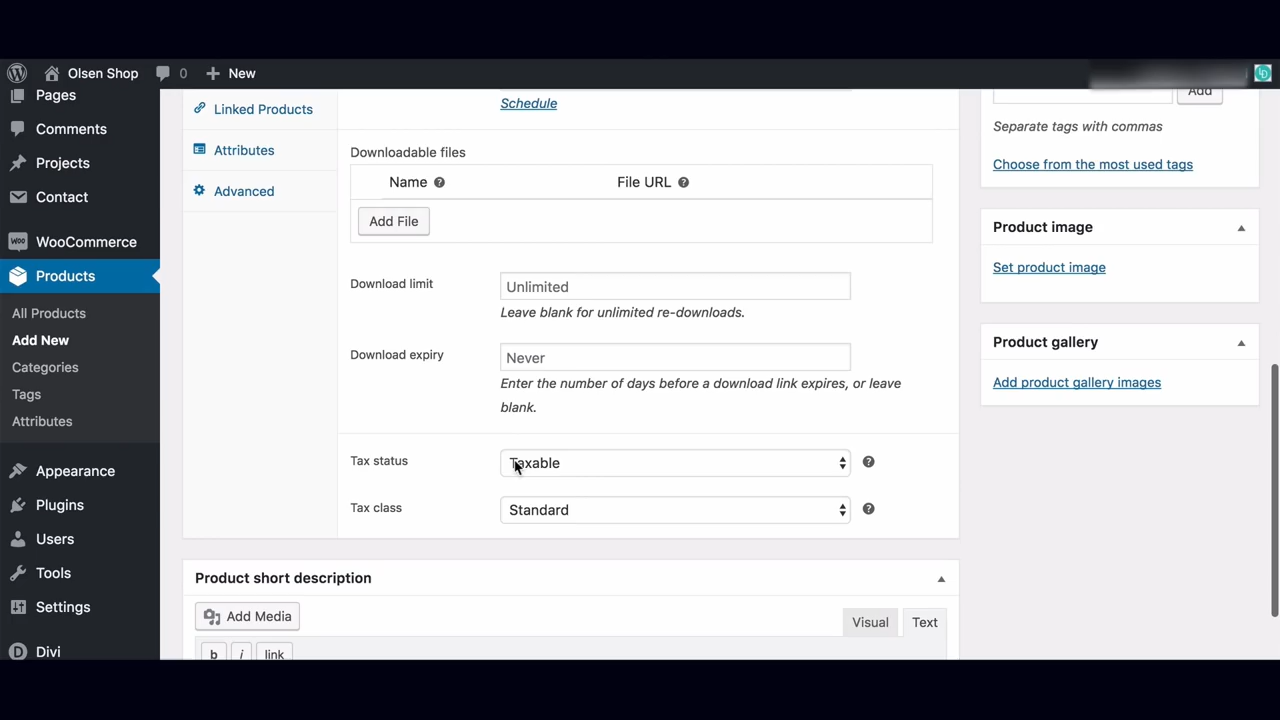 Olsen Shop 0 New
Pages
Comments
Projects
Contact
WooCommerce
Products
All Products
Add New
Categories
Tags
Attributes
Appearance
Plugins
Users
Tools
Settings
Divi
Linked Products
Attributes
Advanced
Schedule
Downloadable files
Name File URL
Add File
Download limit Unlimited
Leave blank for unlimited re-downloads.
Download expiry Never
Enter the number of days before a download link expires, or leave
blank.
Tax status Taxable
Tax class Standard
Product short description
Add Media
Visual Text
b i link
Add
Separate tags with commas
Choose from the most used tags
Product image
Set product image
Product gallery
Add product gallery images